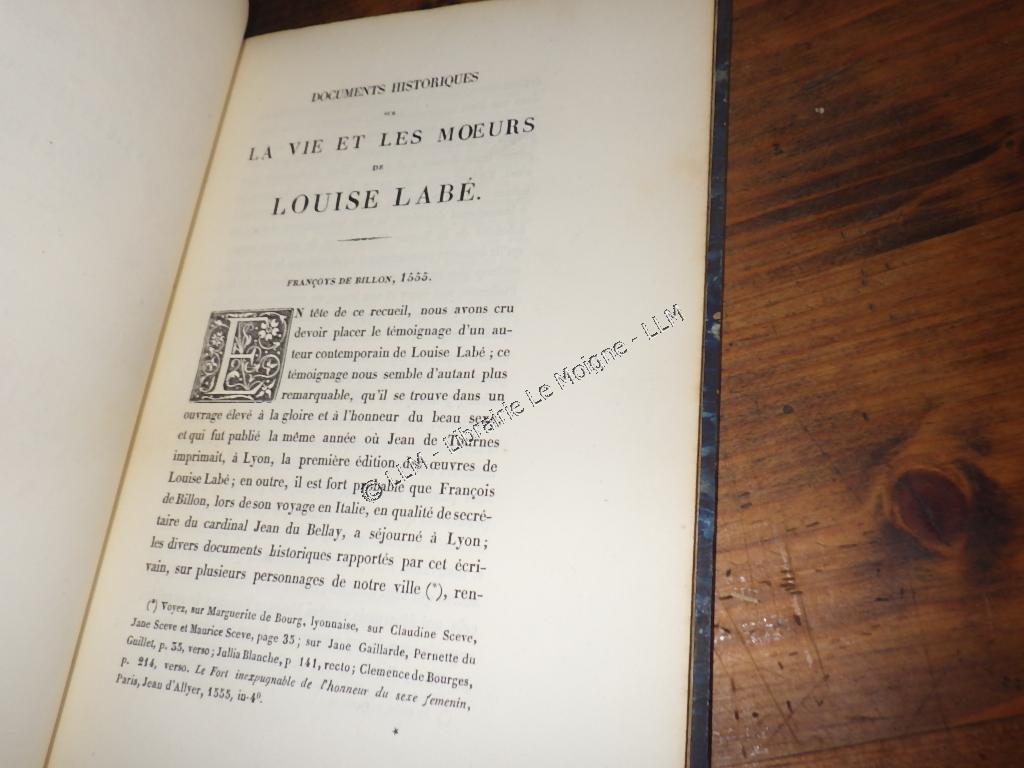 DOCUMENTS HISTORIQUES
SUR
LA VIE ET LES MŒURS
DE
LOUISE LABÉ.
FRANÇOYS DE BILLON, 1555.
EN tête de ce recueil, nous avons cru
devoir placer le témoignage d'un au-
teur contemporain de Louise Labé ; ce
témoignage nous semble d'autant plus
remarquable, qu'il se trouve dans un
ouvrage élevé à la gloire et à l'honneur du beau sexe
et qui fut publié la même année où Jean de Tournes
imprimait, à Lyon, la première édition des œuvres de
Louise Labé ; en outre, il est fort probable que François
de Billon, lors de son voyage en Italie, en qualité de secré-
taire du cardinal Jean du Bellay, a séjourné à Lyon ;
les divers documents historiques rapportés par cet écri-
vain, sur plusieurs personnages de notre ville (*), ren-
(*) Voyez, sur Marguerite de Bourg, lyonnaise, sur Claudine Sceve,
Jane Sceve et Maurice Sceve, page 35 ; sur Jane Gaillarde, Pernette du
Guillet, p. 35, verso ; Jullia Blanche, p 141, recto ; Clemence de Bourges,
p. 214, verso. Le Fort inexpugnable de l'honneur du sexe femenin,
Paris, Jean d'Allyer, 1555, in-4º.
*
© LLM - Librairie Le Moigne - LLM